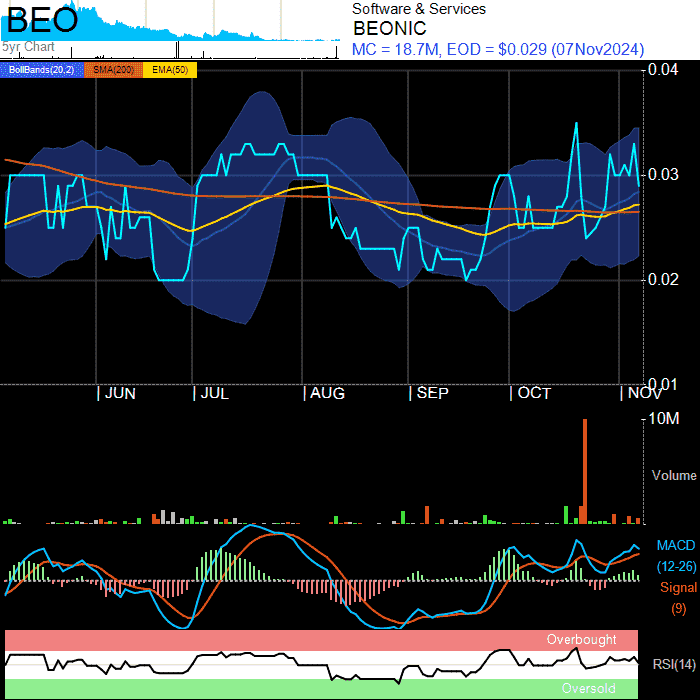 BEO
5yr Chart
Software & Services
BEONIC
MC = 18.7M, EOD = $0.029 (07Nov2024)
BollBands(20,2) SMA(200) EMA(50)
0.04
0.03
0.02
0.01
JUN JUL AUG SEP OCT NOV
10M
Volume
MACD
(12-26)
Signal
(9)
Overbought
RSI(14)
Oversold